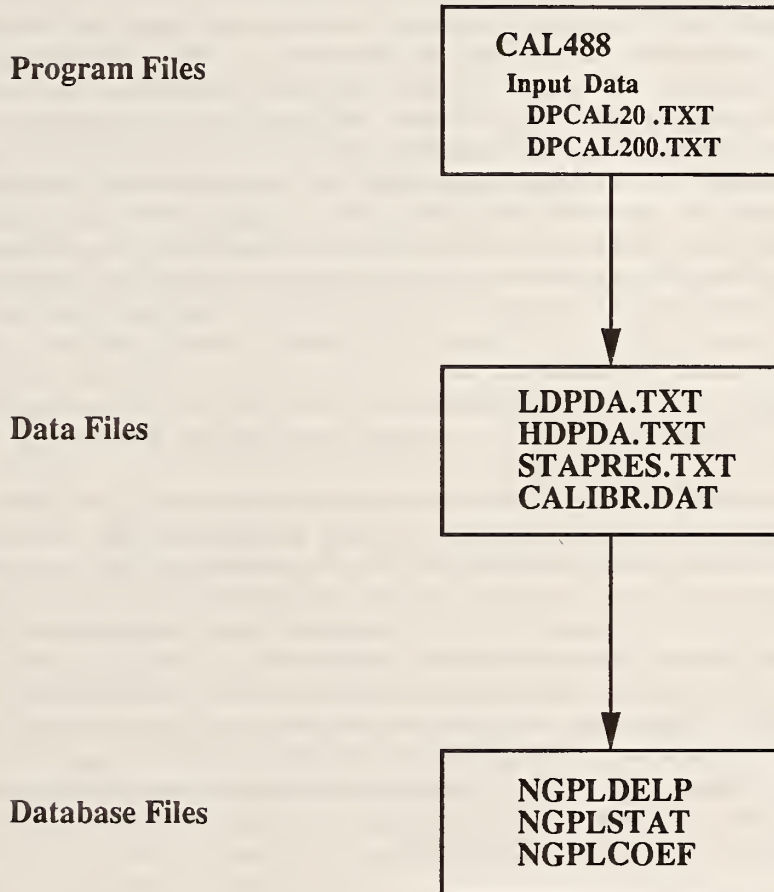 Program Files
CAL488
Input Data
DPCAL20 .TXT
DPCAL200.TXT
Data Files
LDPDA.TXT
HDPDA.TXT
STAPRES.TXT
CALIBR.DAT
Database Files
NGPLDELP
NGPLSTAT
NGPLCOEF